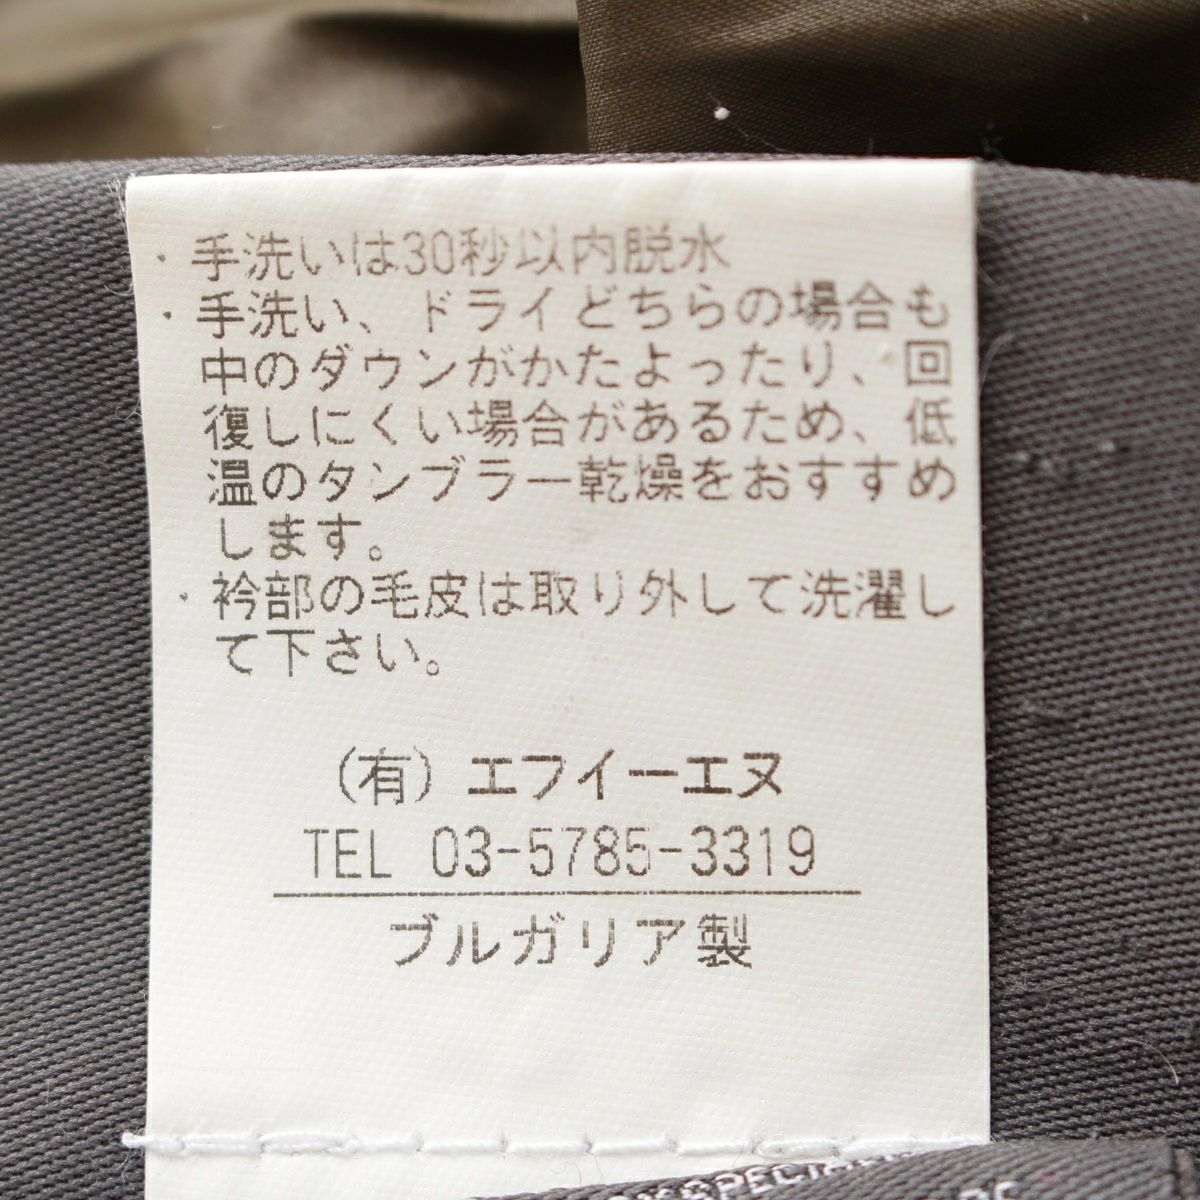 ・手洗いは30秒以内脱水
・手洗い、ドライどちらの場合も
中のダウンがかたよったり、回
復しにくい場合があるため、低
温のタンブラー乾燥をおすすめ
します。
・衿部の毛皮は取り外して洗濯し
て下さい。
(有)エフイーエヌ
TEL 03-5785-3319
ブルガリア製